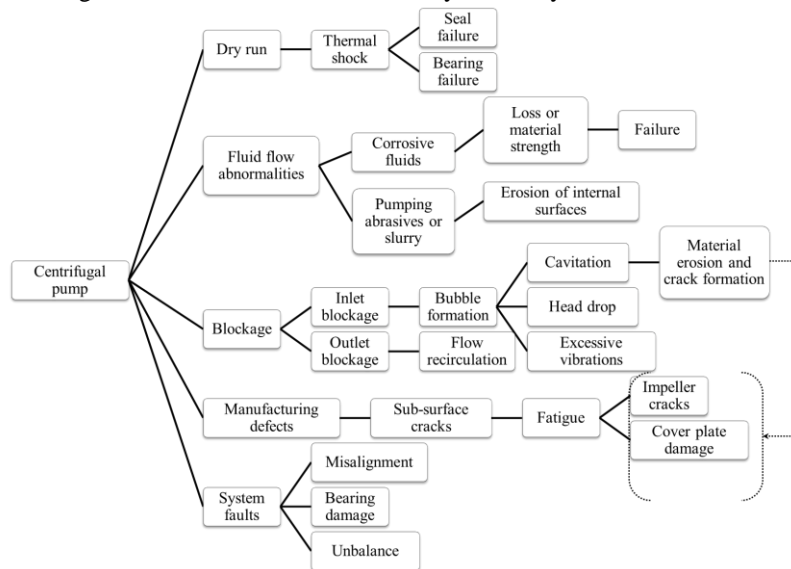 Dry run
Thermal
shock
Seal
failure
Bearing
failure
Fluid flow
abnormalities
Corrosive
fluids
Loss or
material
strength
Failure
Pumping
abrasives or
slurry
Erosion of internal
surfaces
Centrifugal
pump
Blockage
Inlet
blockage
Bubble
formation
Cavitation
Material
erosion and
crack formation
Head drop
Excessive
vibrations
Outlet
blockage
Flow
recirculation
Manufacturing
defects
Sub-surface
cracks
Fatigue
Impeller
cracks
Cover plate
damage
System
faults
Misalignment
Bearing
damage
Unbalance